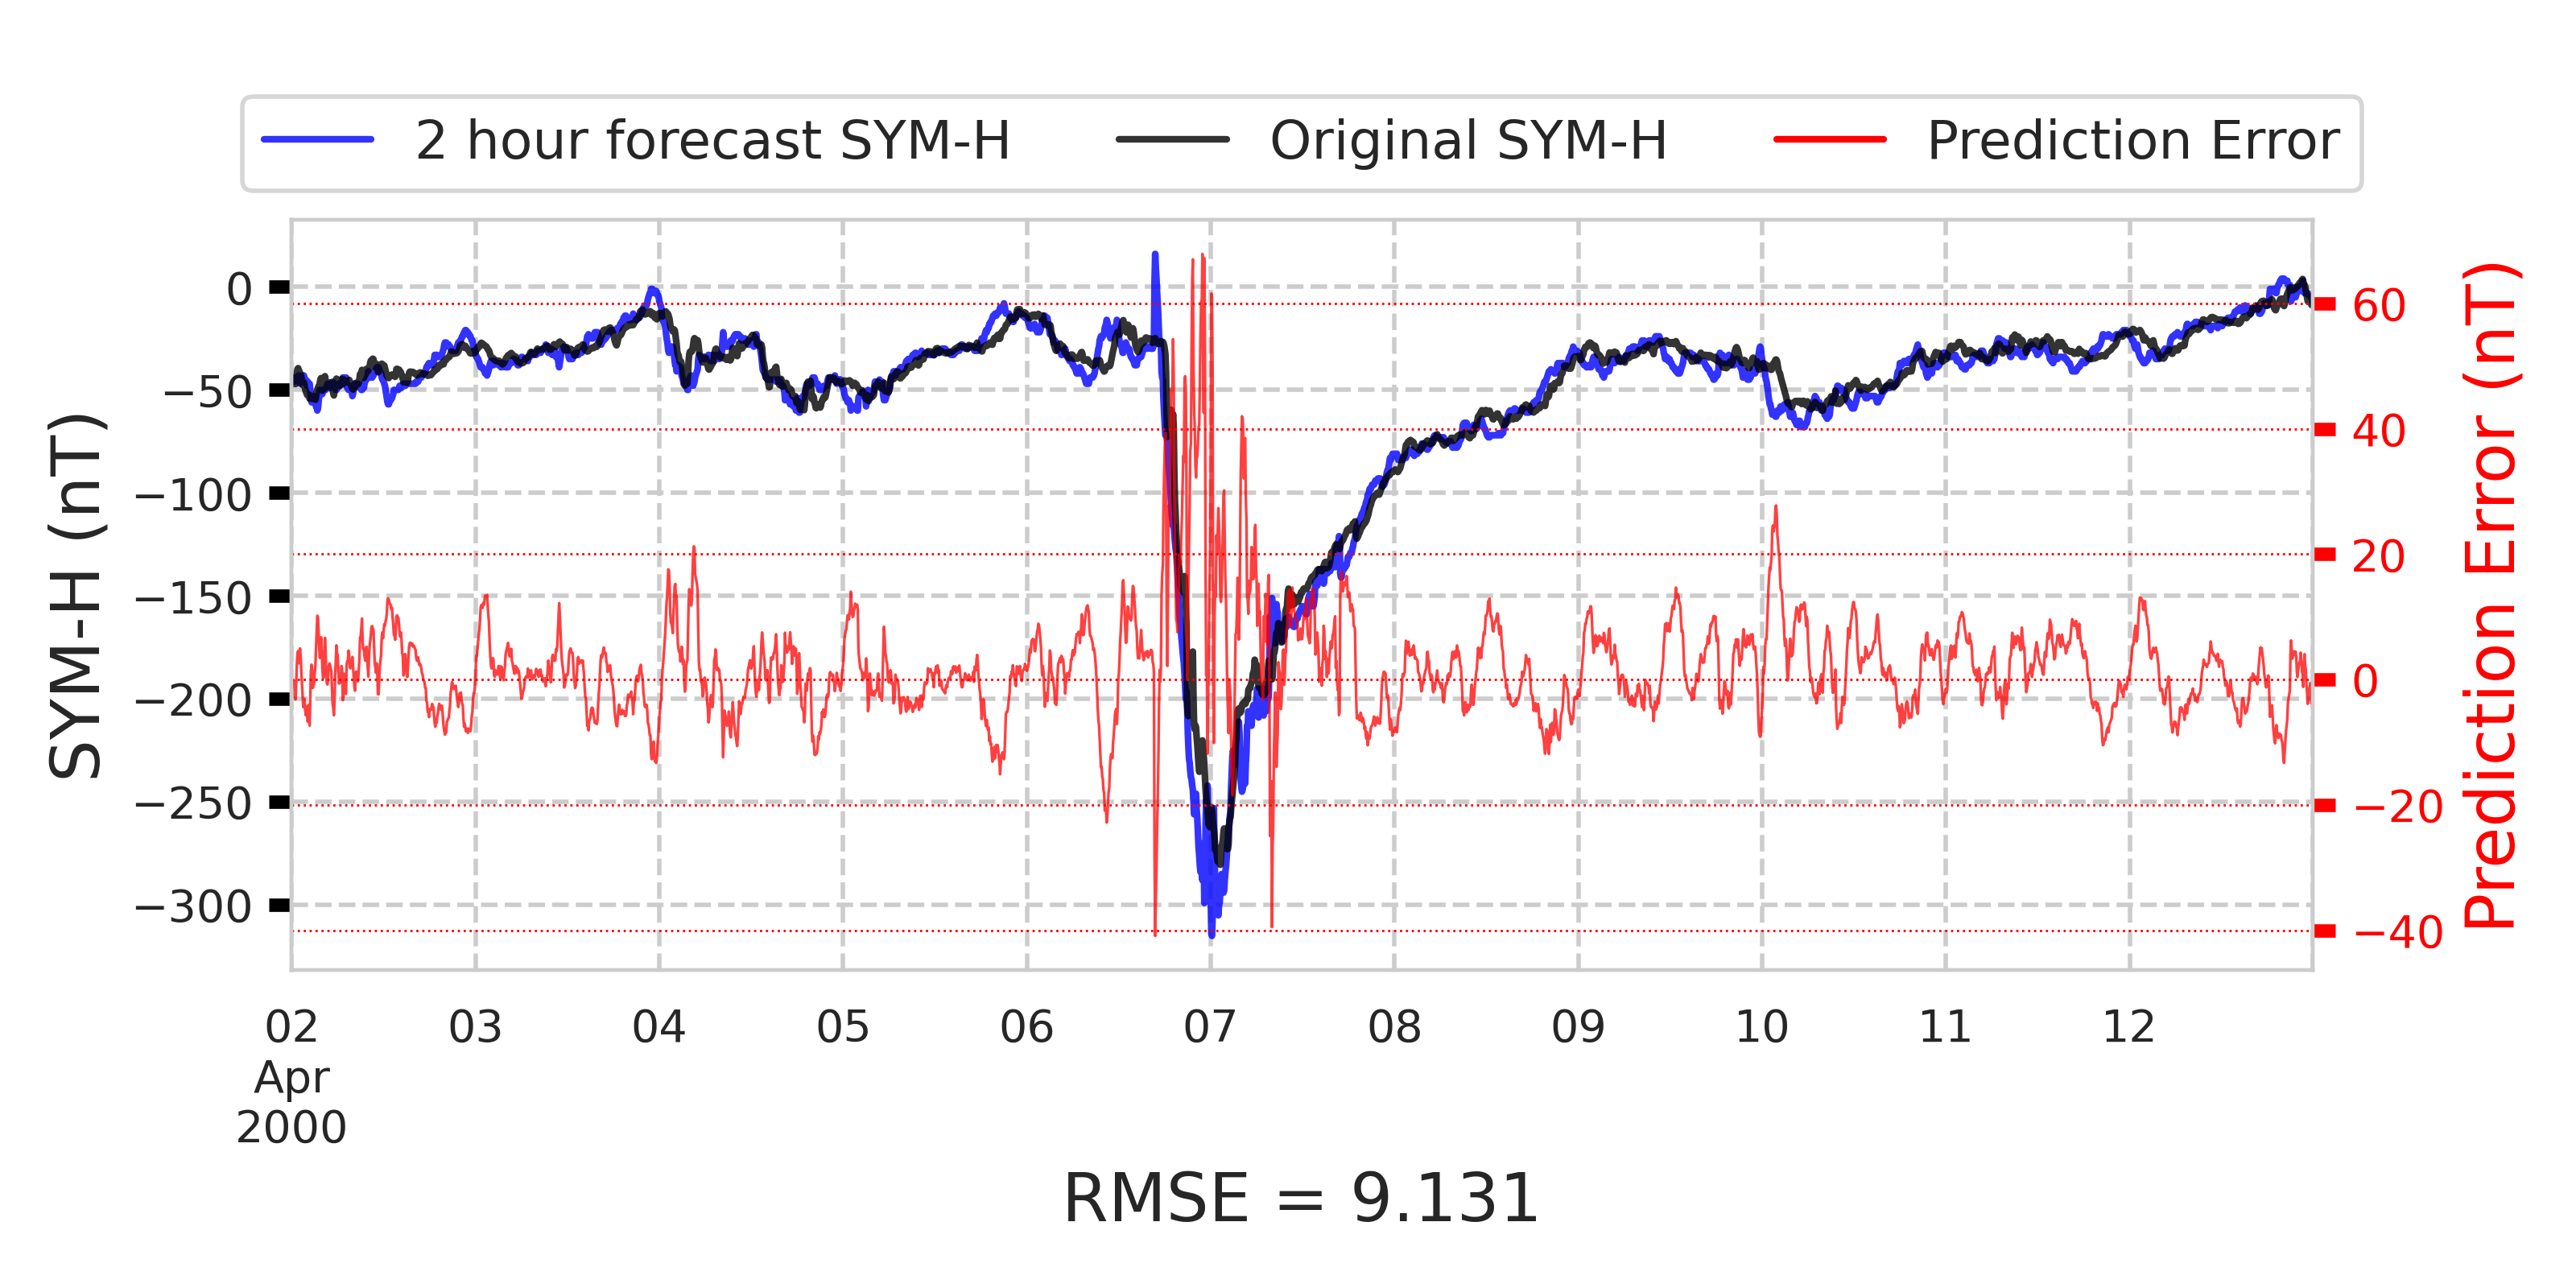 2 hour forecast SYM-H Original SYM-H Prediction Error
SYM-H (nT)
0
−50
−100
−150
−200
−250
−300
60
40
20
0
−20
−40
Prediction Error (nT)
02 03 04 05 06 07 08 09 10 11 12
Apr
2000
RMSE = 9.131